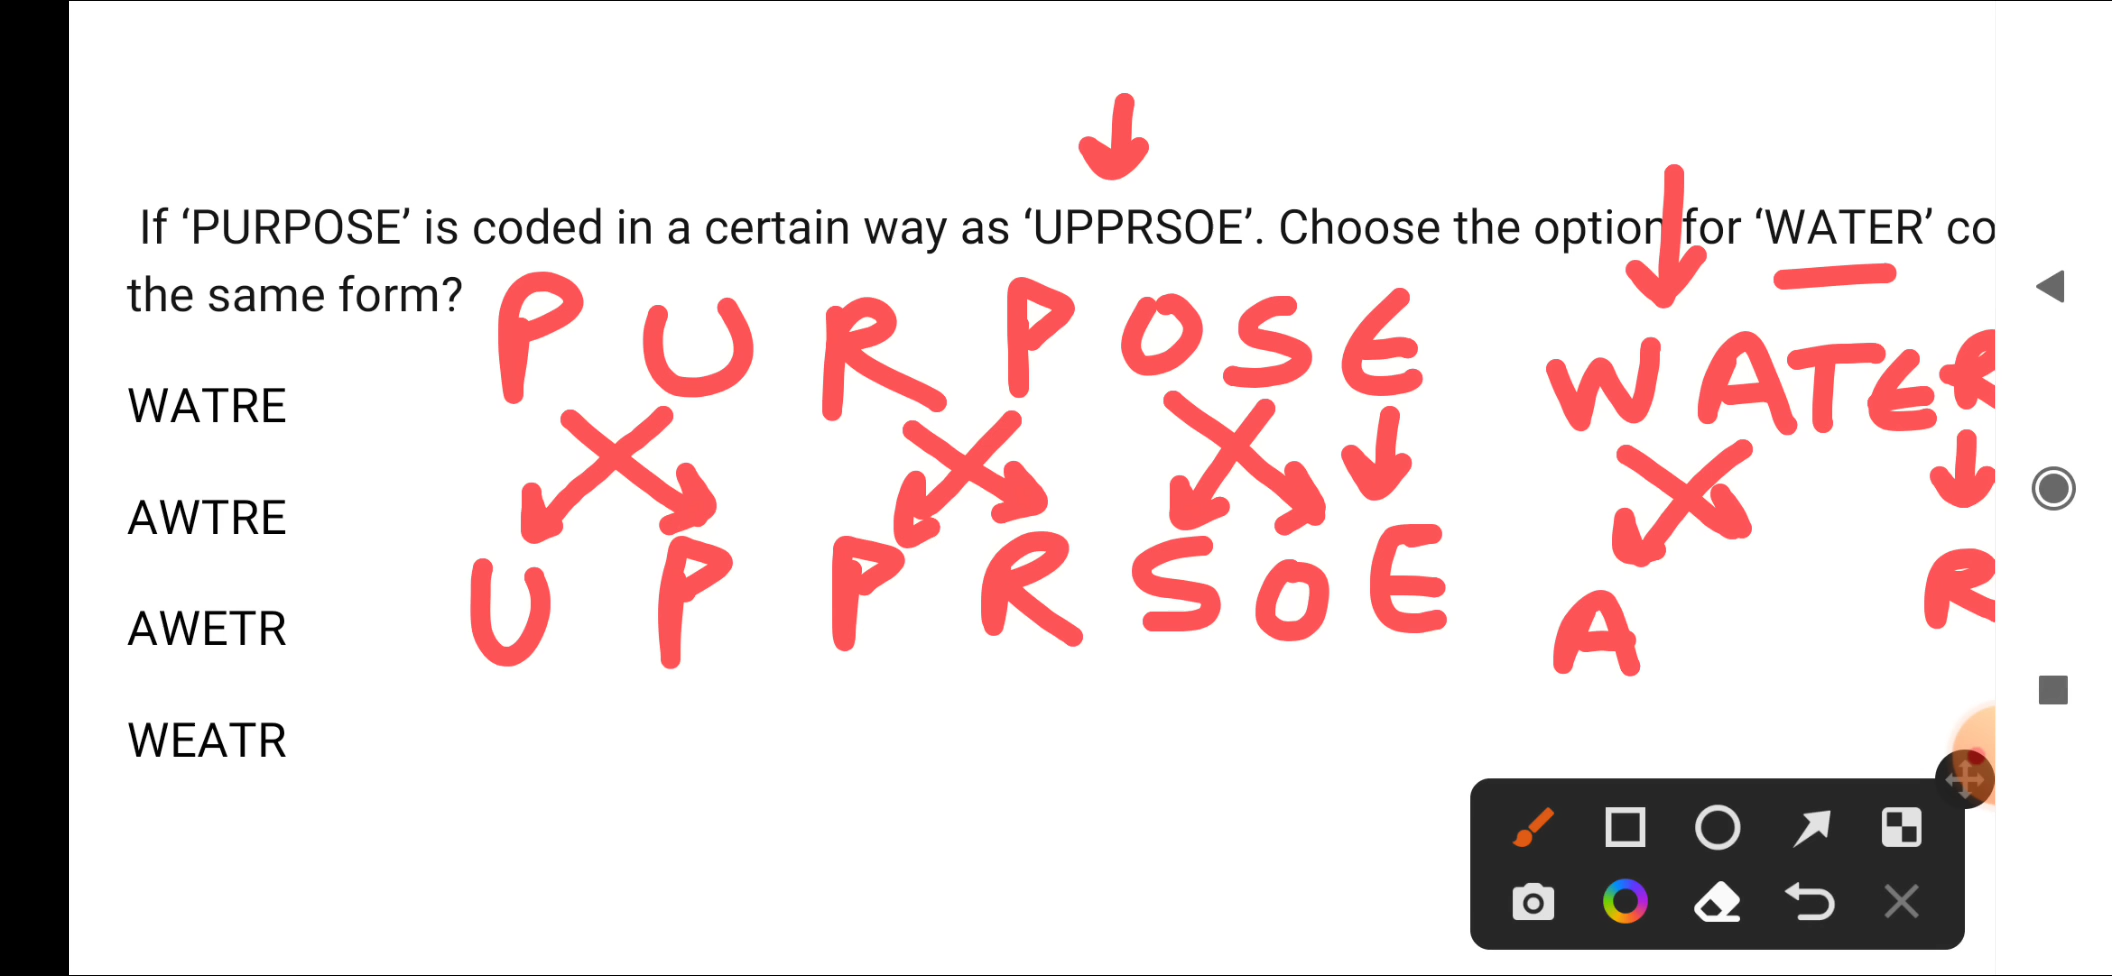 If ‘PURPOSE’ is coded in a certain way as ‘UPPRSOE’. Choose the option for ‘WATER’ co
the same form?
PURPOSE WATER
WATRE
AWTRE
UPPRSOE A R
AWETR
WEATR